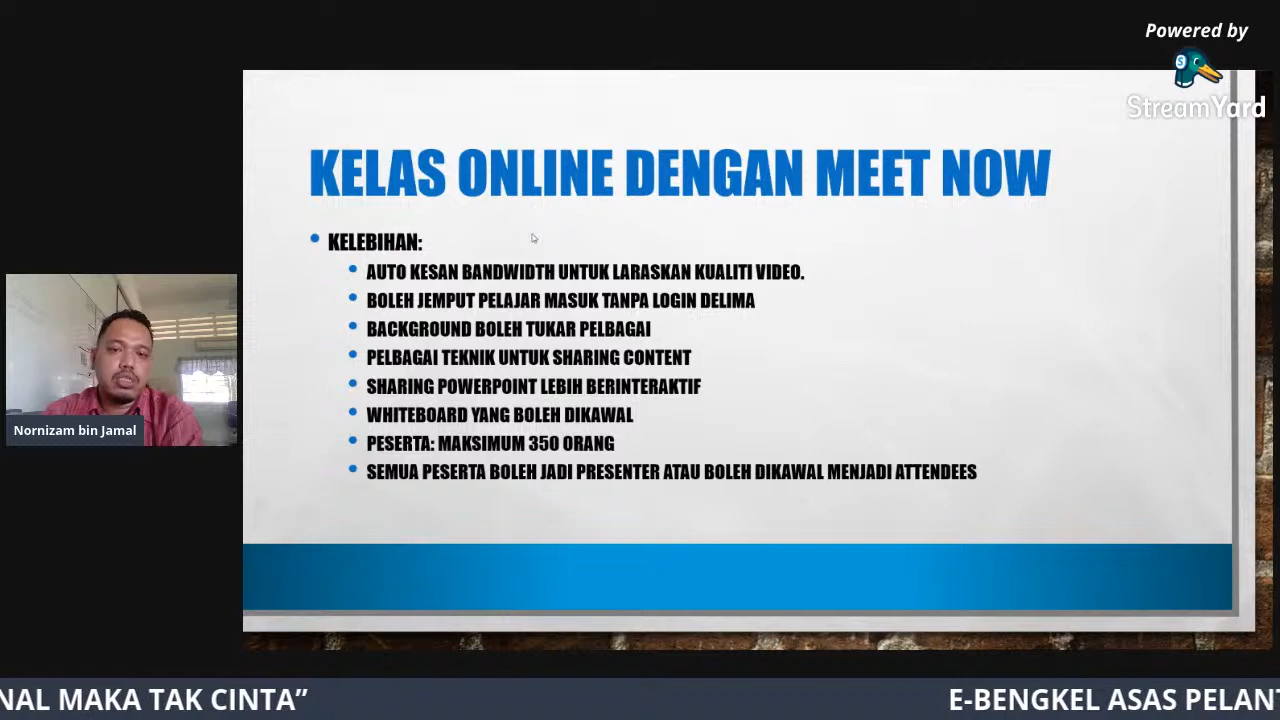 Powered by
StreamYard
KELAS ONLINE DENGAN MEET NOW
KELEBIHAN:
AUTO KESAN BANDWIDTH UNTUK LARASKAN KUALITI VIDEO.
BOLEH JEMPUT PELAJAR MASUK TANPA LOGIN DELIMA
BACKGROUND BOLEH TUKAR PELBAGAI
PELBAGAI TEKNIK UNTUK SHARING CONTENT
SHARING POWERPOINT LEBIH BERINTERAKTIF
WHITEBOARD YANG BOLEH DIKAWAL
PESERTA: MAKSIMUM 350 ORANG
SEMUA PESERTA BOLEH JADI PRESENTER ATAU BOLEH DIKAWAL MENJADI ATTENDEES
Nornizam bin Jamal
NAL MAKA TAK CINTA” E-BENGKEL ASAS PELANT